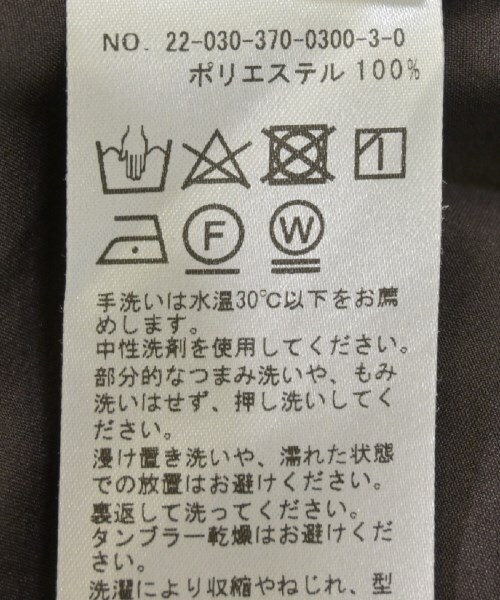 NO. 22-030-370-0300-3-0
ポリエステル 100%
F
W
手洗いは水温30℃以下をお薦
めします。
中性洗剤を使用してください。
部分的なつまみ洗いや、もみ
洗いはせず、押し洗いしてく
ださい。
浸け置き洗いや、濡れた状態
での放置はお避けください。
裏返して洗ってください。
タンブラー乾燥はお避けくだ
さい。
洗濯により収縮やねじれ、型